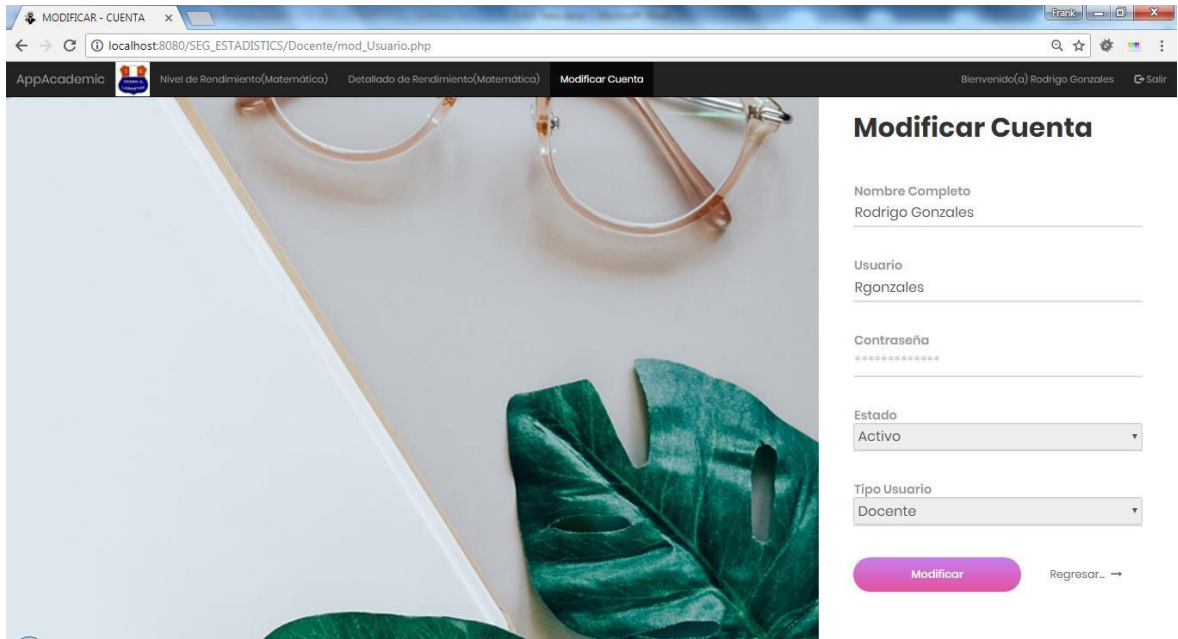 MODIFICAR - CUENTA
Frank
localhost:8080/SEG_ESTADISTICS/Docente/mod_Usuario.php
AppAcademic Nivel de Rendimiento(Matemática) Detallado de Rendimiento(Matemática) Modificar Cuenta Bienvenido(a) Rodrigo Gonzales Salir
Modificar Cuenta
Nombre Completo
Rodrigo Gonzales
Usuario
Rgonzales
Contraseña
*************
Estado
Activo
Tipo Usuario
Docente
Modificar Regresar...